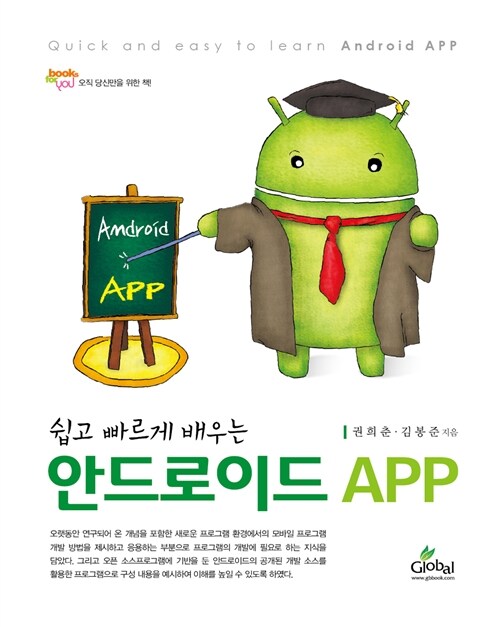 Quick and easy to learn Android APP
books for you 오직 당신만을 위한 책!
Android
APP
쉽고 빠르게 배우는
권희춘·김봉준 지음
안드로이드 APP
오랫동안 연구되어 온 개념을 포함한 새로운 프로그램 환경에서의 모바일 프로그램
개발 방법을 제시하고 응용하는 부분으로 프로그램의 개발에 필요로 하는 지식을
담았다. 그리고 오픈 소스프로그램에 기반을 둔 안드로이드의 공개된 개발 소스를
활용한 프로그램으로 구성 내용을 예시하여 이해를 높일 수 있도록 하였다.
Global
www.gbbook.com